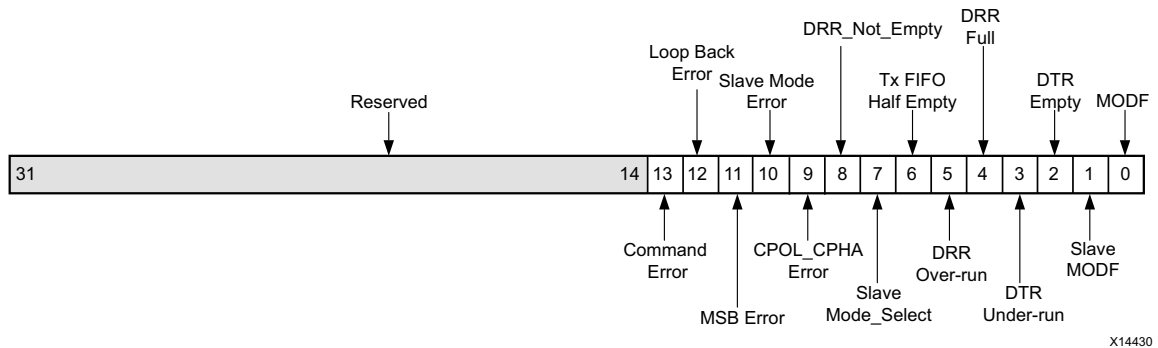 DRR
Full
DRR_Not_Empty
Loop Back
Error
Slave Mode
Error
Tx FIFO
Half Empty
DTR
Empty
MODF
Reserved
31 14 13 12 11 10 9 8 7 6 5 4 3 2 1 0
Command
Error
CPOL_CPHA
Error
DRR
Over-run
Slave
MODF
MSB Error
Slave
Mode_Select
DTR
Under-run
X14430